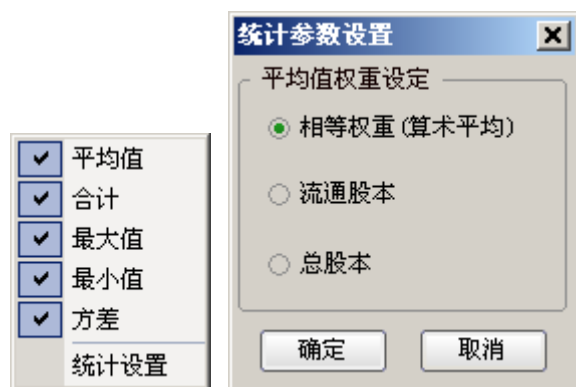 平均值
合计
最大值
最小值
方差
统计设置
统计参数设置
平均值权重设定
相等权重(算术平均)
流通股本
总股本
确定
取消